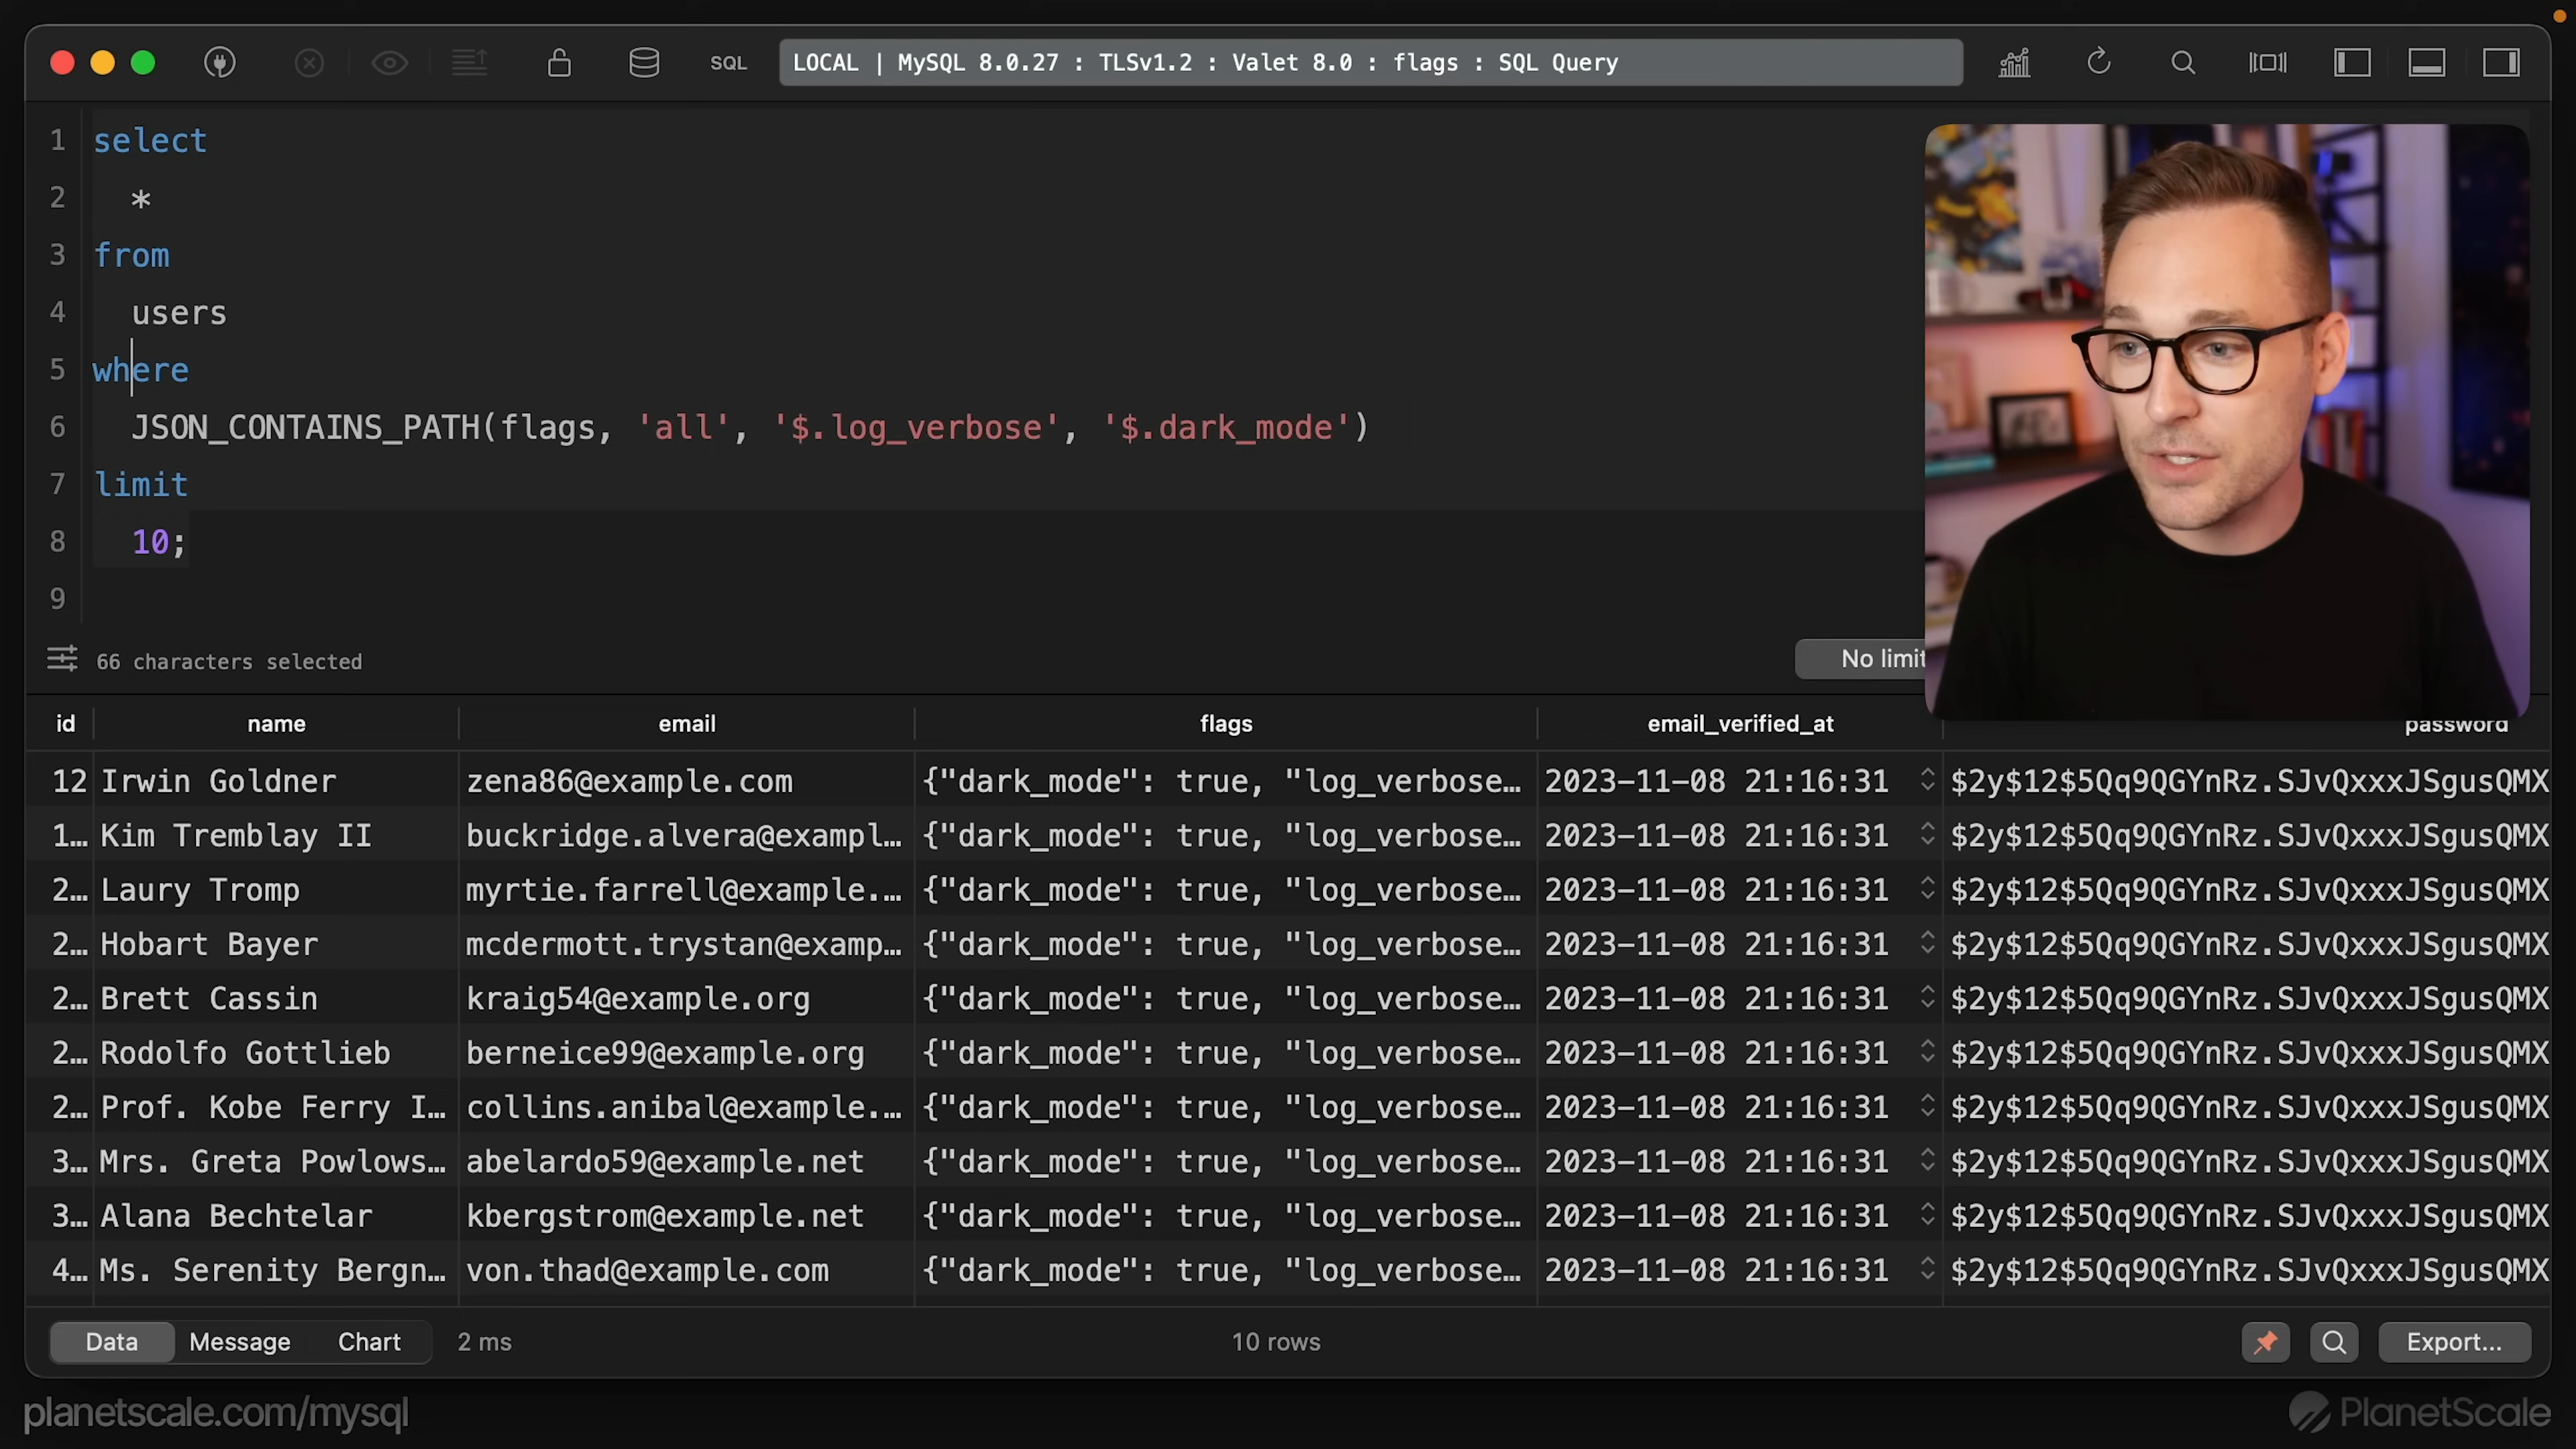 SQL
LOCAL | MySQL 8.0.27 : TLSv1.2 : Valet 8.0 : flags : SQL Query
1 select
2 *
3 from
4 users
5 where
6 JSON_CONTAINS_PATH(flags, 'all', '$.log_verbose', '$.dark_mode')
7 limit
8 10;
9
66 characters selected
No limit
id name email flags email_verified_at password
12 Irwin Goldner zena86@example.com {"dark_mode": true, "log_verbose… 2023-11-08 21:16:31 $2y$12$5Qq9QGYnRz.SJvQxxxJSgusQMX
1… Kim Tremblay II buckridge.alvera@exampl… {"dark_mode": true, "log_verbose… 2023-11-08 21:16:31 $2y$12$5Qq9QGYnRz.SJvQxxxJSgusQMX
2… Laury Tromp myrtie.farrell@example.… {"dark_mode": true, "log_verbose… 2023-11-08 21:16:31 $2y$12$5Qq9QGYnRz.SJvQxxxJSgusQMX
2… Hobart Bayer mcdermott.trystan@examp… {"dark_mode": true, "log_verbose… 2023-11-08 21:16:31 $2y$12$5Qq9QGYnRz.SJvQxxxJSgusQMX
2… Brett Cassin kraig54@example.org {"dark_mode": true, "log_verbose… 2023-11-08 21:16:31 $2y$12$5Qq9QGYnRz.SJvQxxxJSgusQMX
2… Rodolfo Gottlieb berneice99@example.org {"dark_mode": true, "log_verbose… 2023-11-08 21:16:31 $2y$12$5Qq9QGYnRz.SJvQxxxJSgusQMX
2… Prof. Kobe Ferry I… collins.anibal@example.… {"dark_mode": true, "log_verbose… 2023-11-08 21:16:31 $2y$12$5Qq9QGYnRz.SJvQxxxJSgusQMX
3… Mrs. Greta Powlows… abelardo59@example.net {"dark_mode": true, "log_verbose… 2023-11-08 21:16:31 $2y$12$5Qq9QGYnRz.SJvQxxxJSgusQMX
3… Alana Bechtelar kbergstrom@example.net {"dark_mode": true, "log_verbose… 2023-11-08 21:16:31 $2y$12$5Qq9QGYnRz.SJvQxxxJSgusQMX
4… Ms. Serenity Bergn… von.thad@example.com {"dark_mode": true, "log_verbose… 2023-11-08 21:16:31 $2y$12$5Qq9QGYnRz.SJvQxxxJSgusQMX
Data Message Chart 2 ms 10 rows Export…
planetscale.com/mysql PlanetScale